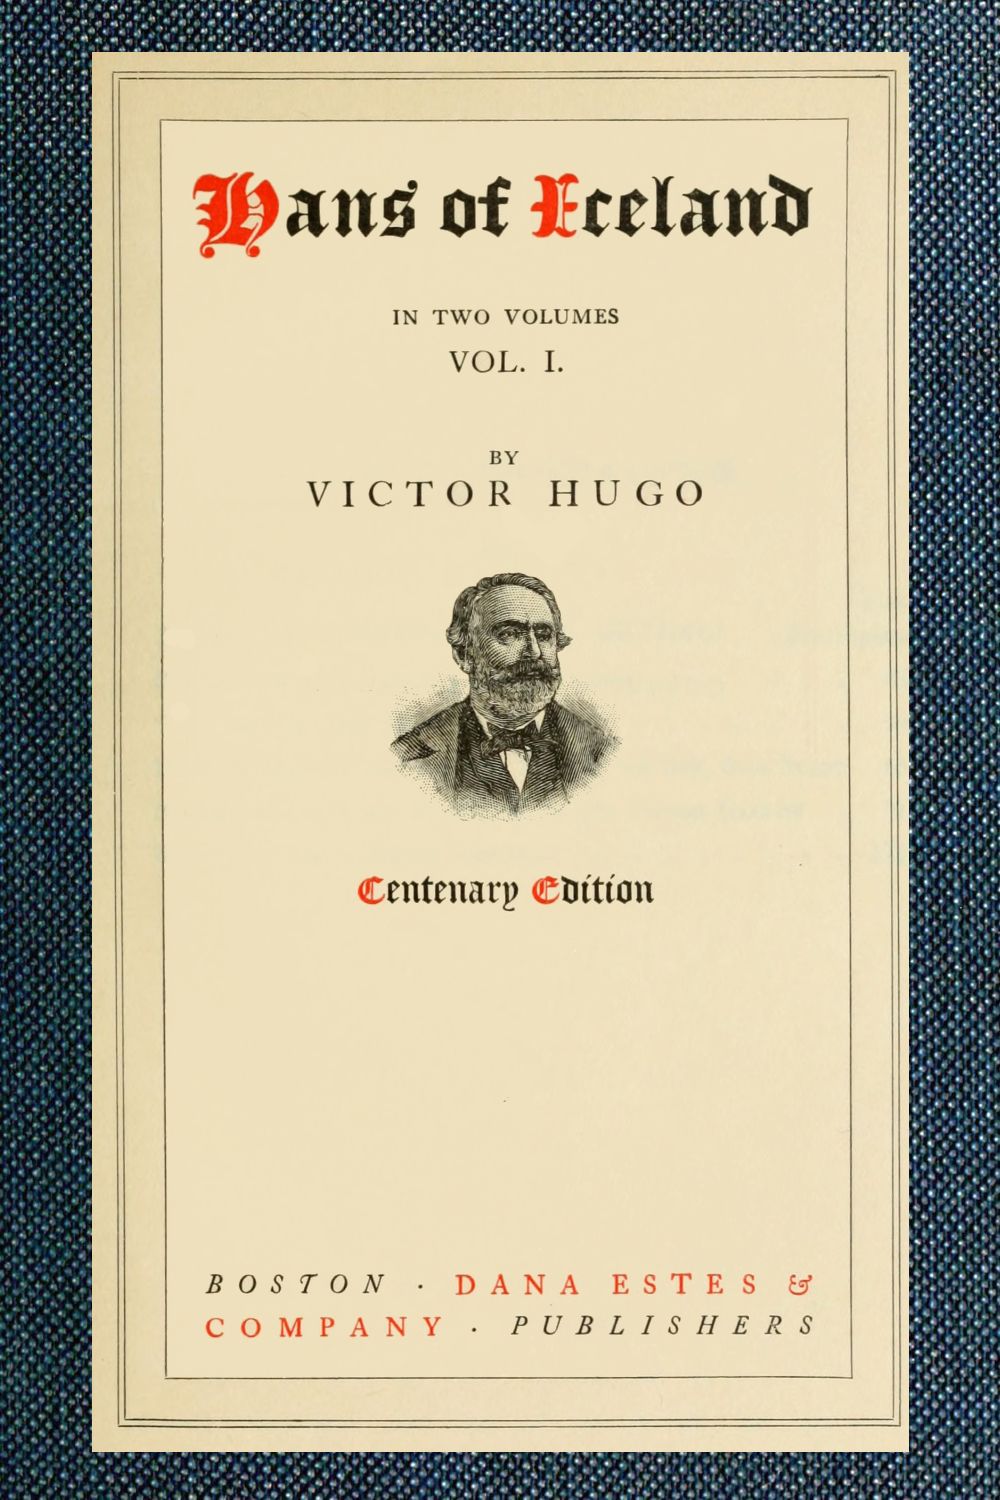 Hans of Iceland
IN TWO VOLUMES
VOL. I.
BY
VICTOR HUGO
Centenary Edition
BOSTON · DANA ESTES &
COMPANY · PUBLISHERS